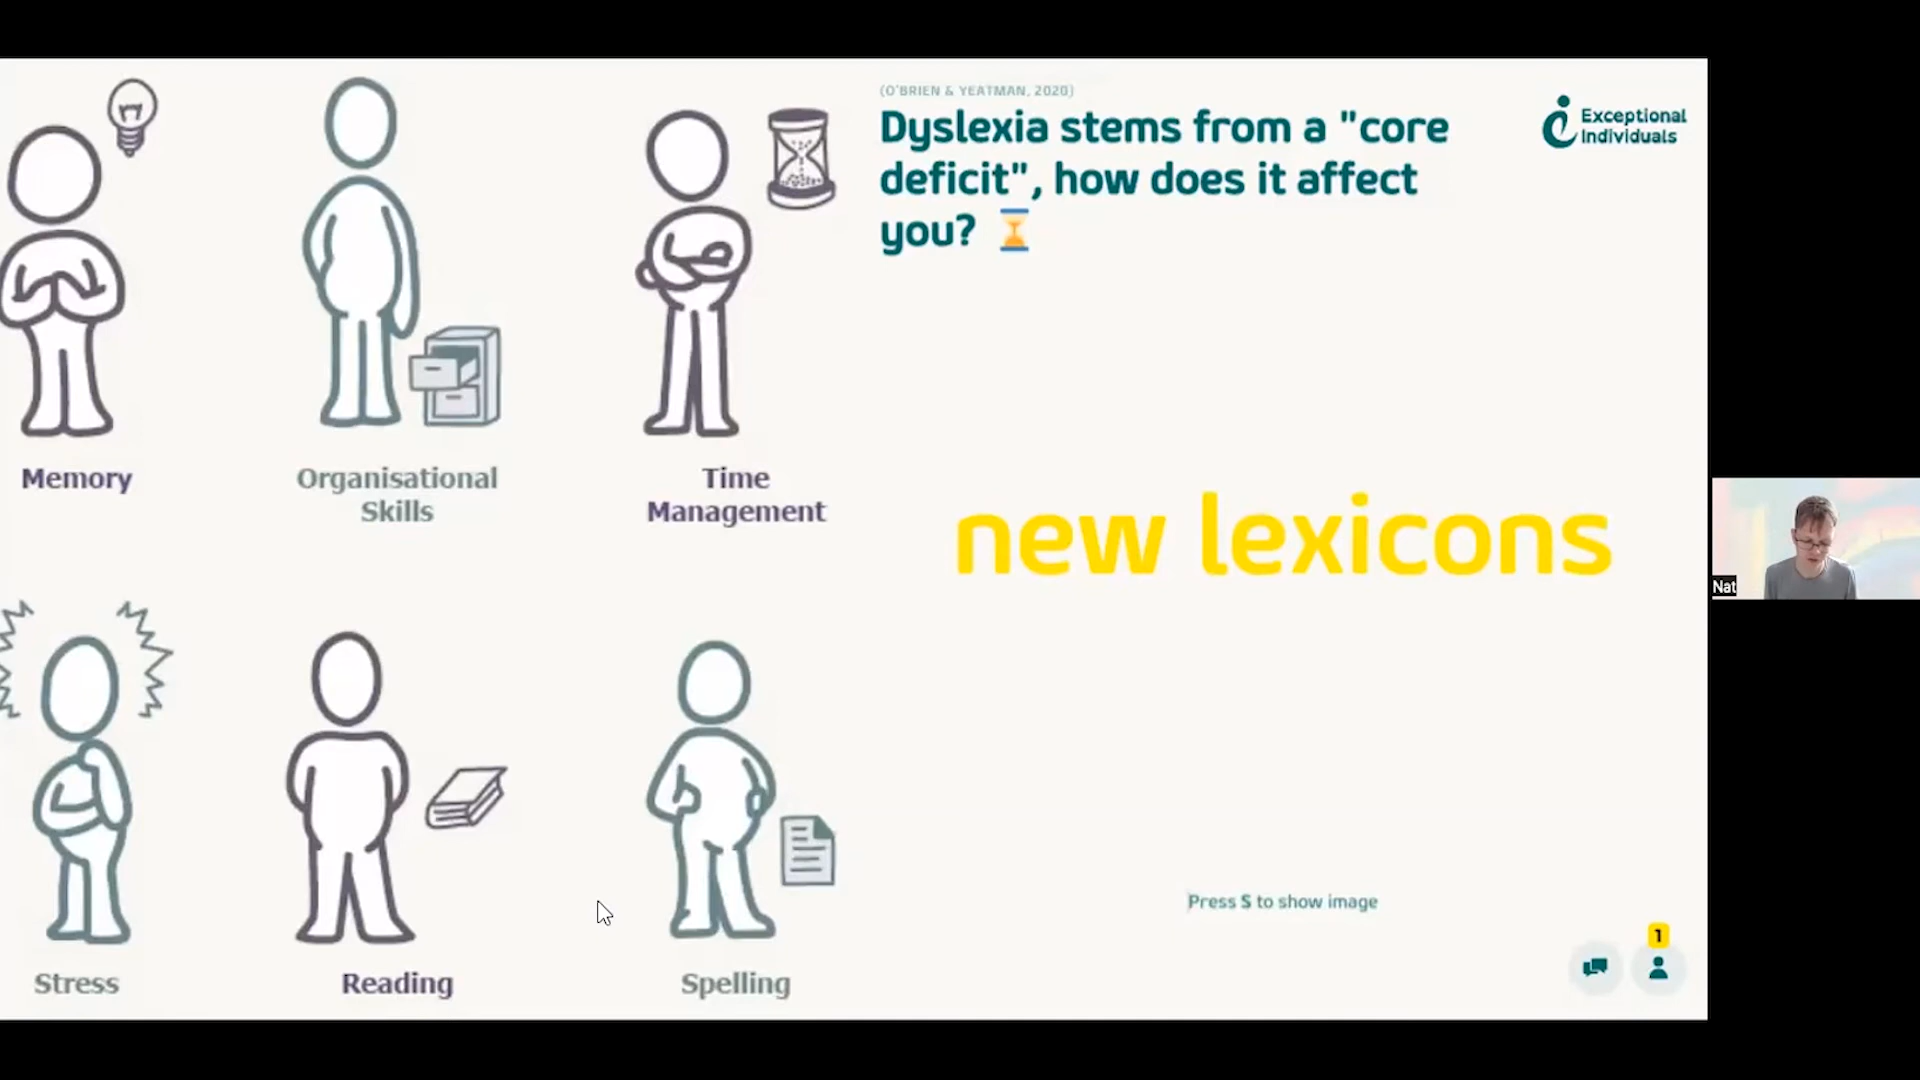 (O'BRIEN & YEATMAN, 2020)
Dyslexia stems from a "core
deficit", how does it affect
you?
Exceptional
Individuals
Memory
Organisational
Skills
Time
Management
new lexicons
Nat
Stress
Reading
Spelling
Press S to show image
1